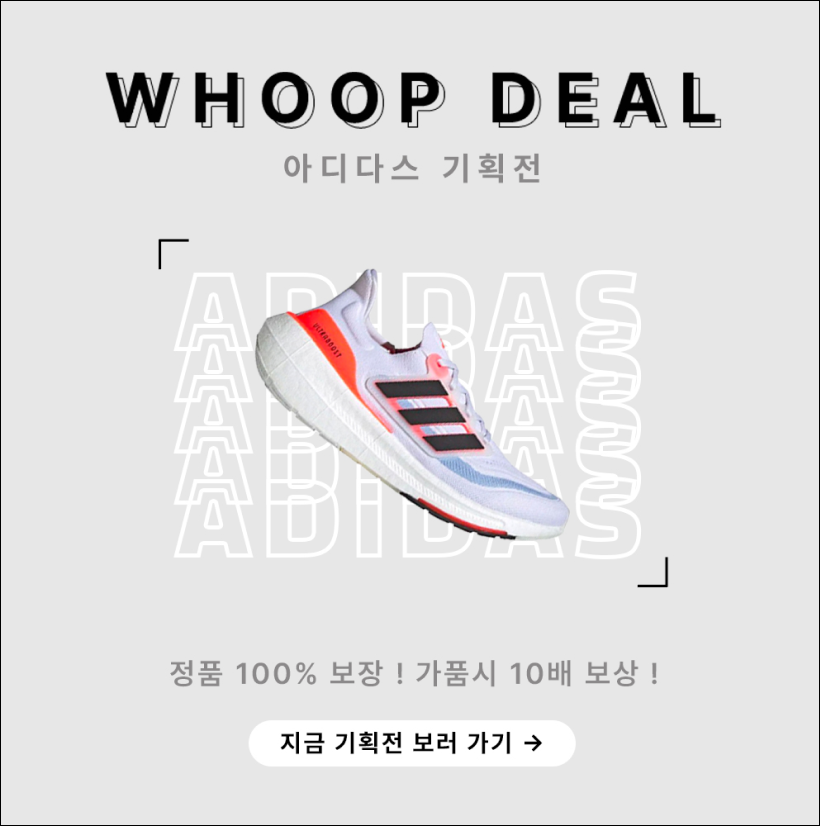 WHOOP DEAL
아디다스 기획전
ADIDAS
ADIDAS
ADIDAS
ADIDAS
ADIDAS
ULTRABOOST
정품 100% 보장 ! 가품시 10배 보상 !
지금 기획전 보러 가기 →